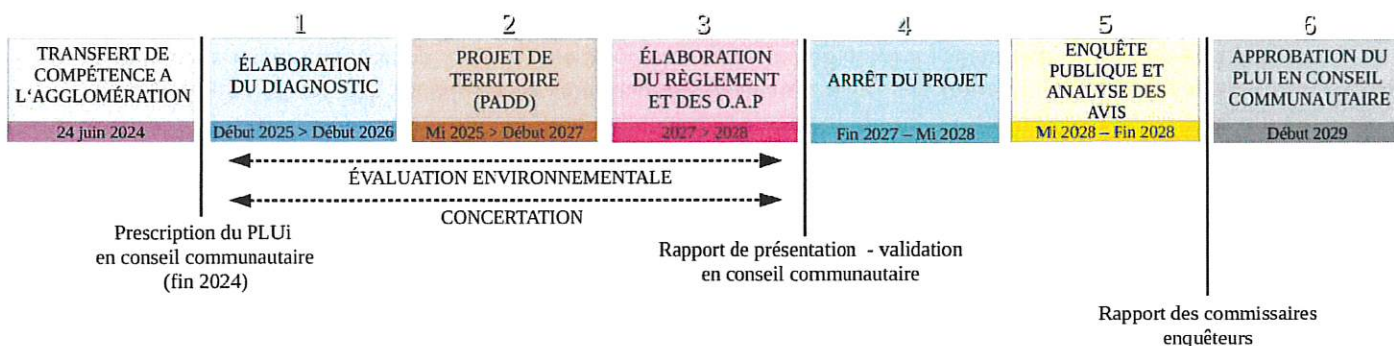 1
2
3
4
5
6
TRANSFERT DE
COMPÉTENCE A
L'AGGLOMÉRATION
24 juin 2024
ÉLABORATION
DU DIAGNOSTIC
Début 2025 > Début 2026
PROJET DE
TERRITOIRE
(PADD)
Mi 2025 > Début 2027
ÉLABORATION
DU RÈGLEMENT
ET DES O.A.P
2027 > 2028
ARRÊT DU PROJET
Fin 2027 – Mi 2028
ENQUÊTE
PUBLIQUE ET
ANALYSE DES
AVIS
Mi 2028 – Fin 2028
APPROBATION DU
PLUI EN CONSEIL
COMMUNAUTAIRE
Début 2029
ÉVALUATION ENVIRONNEMENTALE
CONCERTATION
Prescription du PLUi
en conseil communautaire
(fin 2024)
Rapport de présentation - validation
en conseil communautaire
Rapport des commissaires
enquêteurs